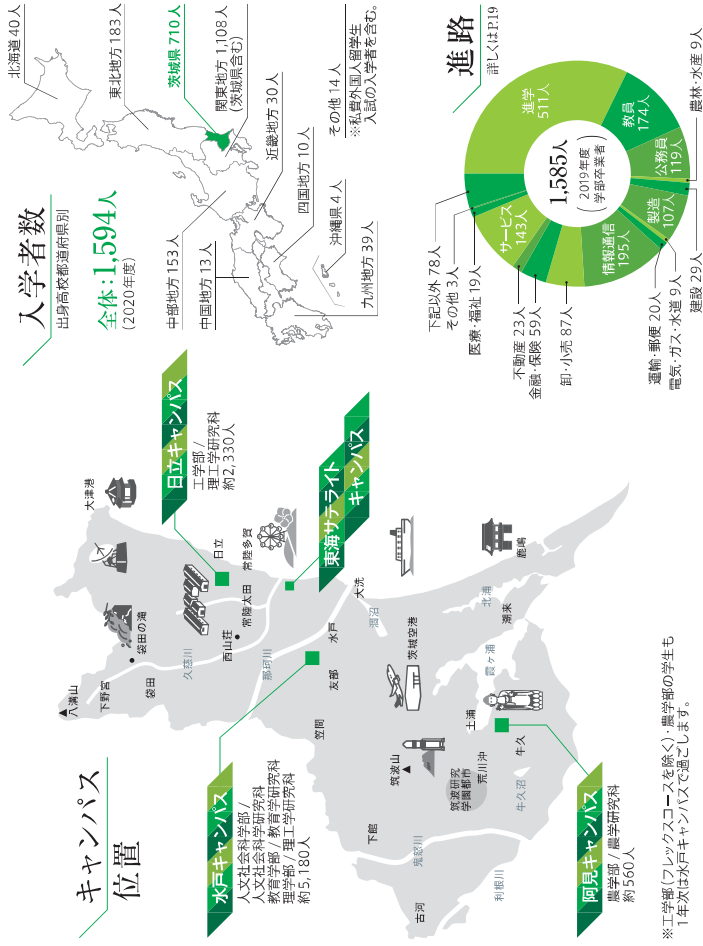 キャンパス
位置
水戸キャンパス
人文社会科学部 /
人文社会科学研究科
教育学部 / 教育学研究科
理学部 / 理工学研究科
約5,180人
日立キャンパス
工学部 /
理工学研究科
約2,330人
東海サテライト
キャンパス
阿見キャンパス
農学部 / 農学研究科
約560人
八溝山
下野宮
袋田
袋田の滝
大津港
久慈川
西山荘
常陸太田
日立
常陸多賀
那珂川
水戸
大洗
友部
笠間
涸沼
茨城空港
筑波山
筑波研究
学園都市
荒川沖
土浦
霞ヶ浦
北浦
潮来
鹿嶋
牛久
牛久沼
下館
鬼怒川
古河
利根川
※工学部(フレックスコースを除く)・農学部の学生も
1年次は水戸キャンパスで過ごします。
入学者数
出身高校都道府県別
全体:1,594人
(2020年度)
北海道 40人
東北地方 183人
茨城県 710人
関東地方 1,108人
(茨城県含む)
近畿地方 30人
四国地方 10人
沖縄県 4人
九州地方 39人
中部地方 153人
中国地方 13人
その他 14人
※私費外国人留学生
入試の入学者を含む。
進路
詳しくはP.19
1,585人
(2019年度
学部卒業者)
進学
511人
教員
174人
公務員
119人
農林・水産 9人
建設 29人
製造
107人
電気・ガス・水道 9人
運輸・郵便 20人
情報通信
195人
卸・小売 87人
金融・保険 59人
不動産 23人
サービス
143人
医療・福祉 19人
その他 3人
下記以外 78人